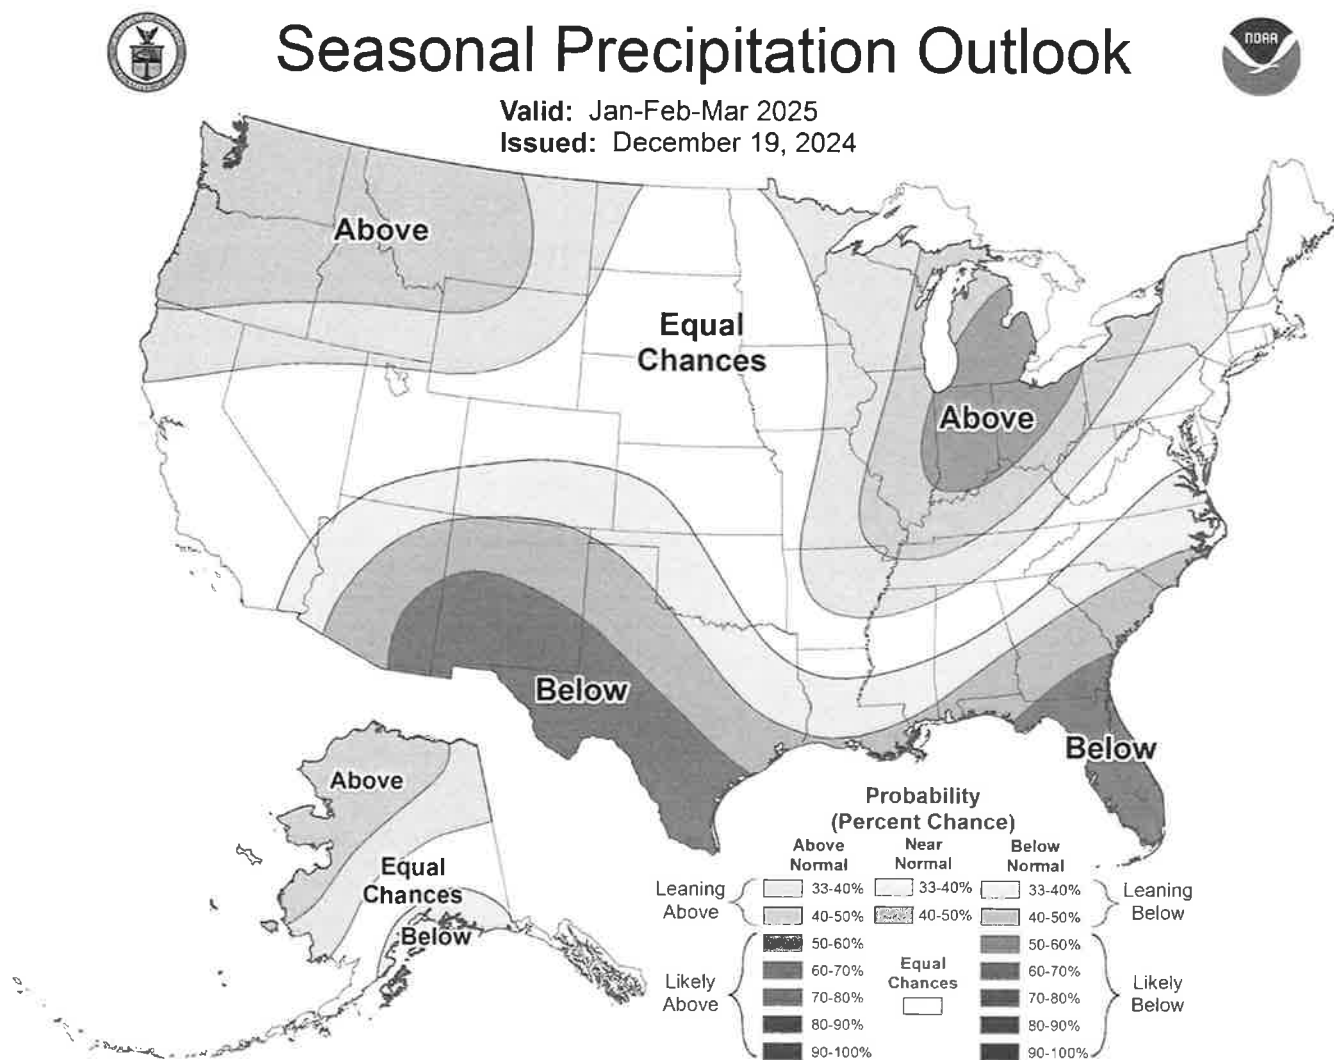 Seasonal Precipitation Outlook
NOAA
Valid: Jan-Feb-Mar 2025
Issued: December 19, 2024
Above
Equal
Chances
Above
Below
Below
Above
Equal
Chances
Below
Probability
(Percent Chance)
Above
Normal
Near
Normal
Below
Normal
Leaning
Above
33-40%
33-40%
33-40%
Leaning
Below
40-50%
40-50%
40-50%
Likely
Above
50-60%
60-70%
70-80%
80-90%
90-100%
Equal
Chances
50-60%
60-70%
70-80%
80-90%
90-100%
Likely
Below